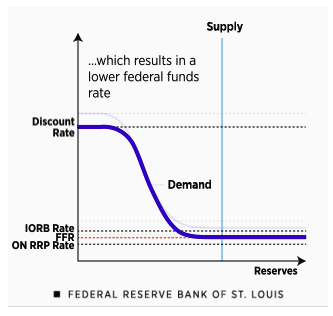 Supply
...which results in a
lower federal funds
rate
Discount
Rate
Demand
IORB Rate
FFR
ON RRP Rate
Reserves
■ FEDERAL RESERVE BANK OF ST. LOUIS